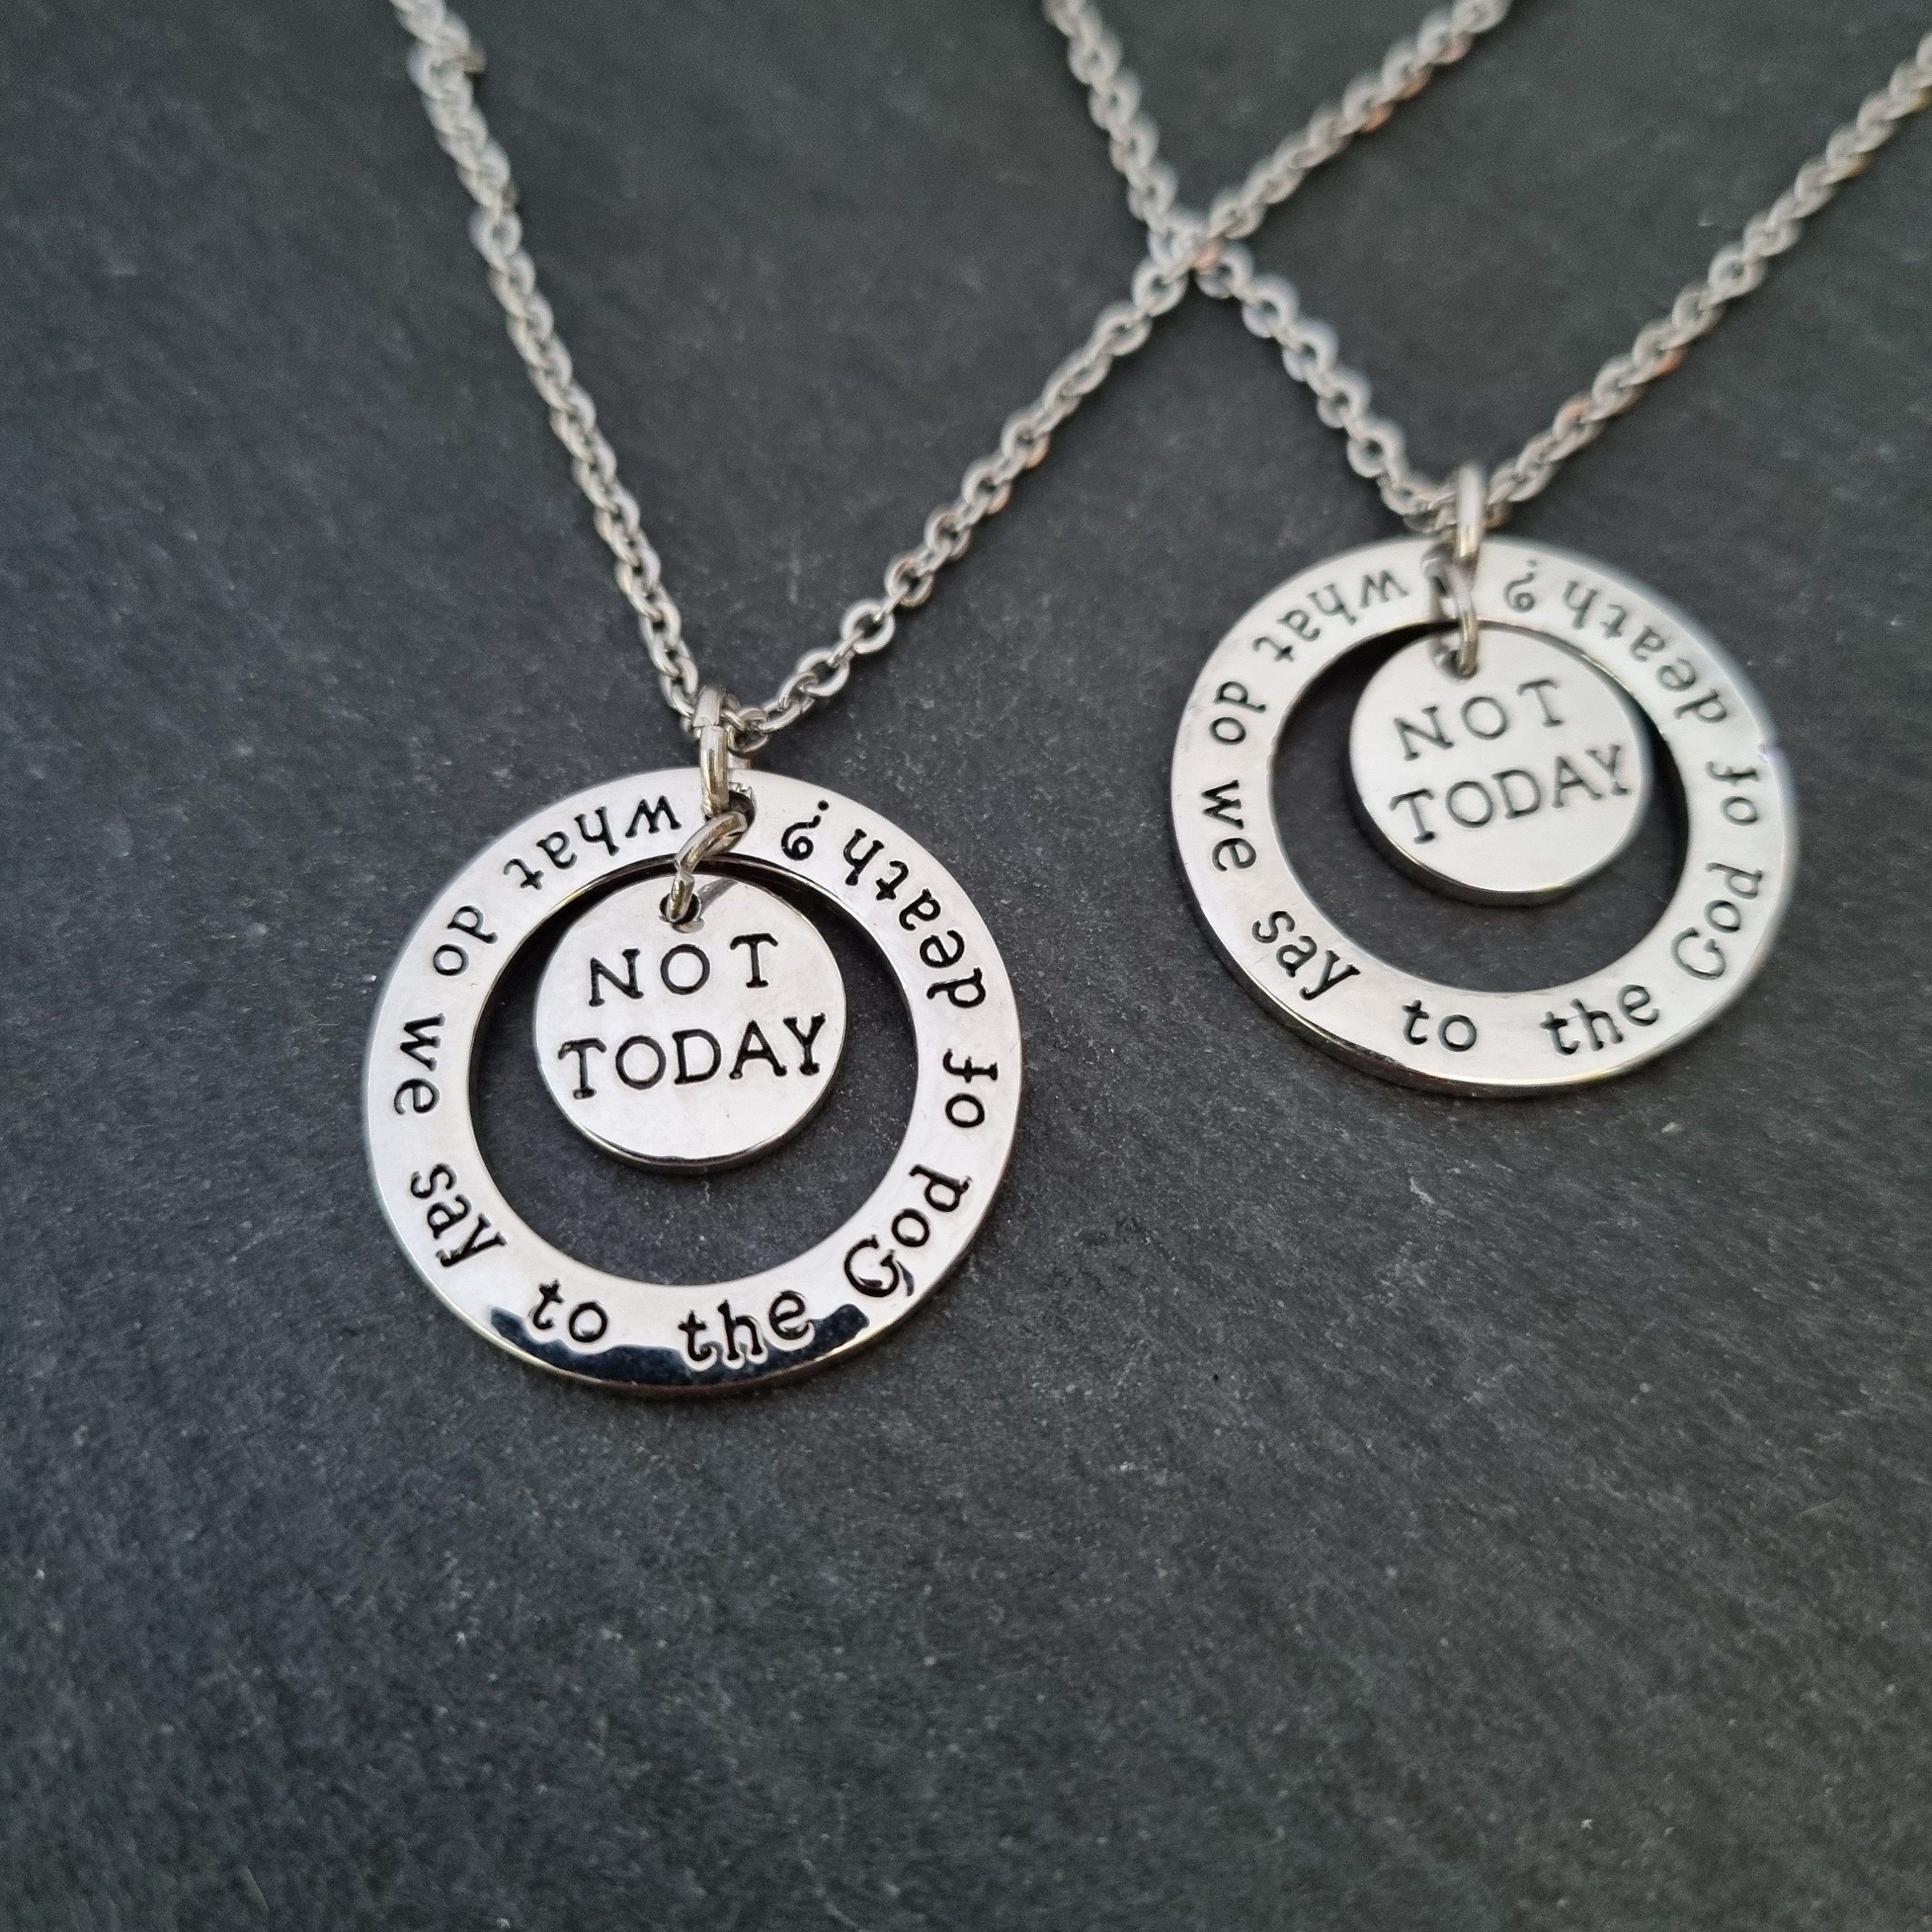 what do we say to the God of death?
NOT
TODAY
what do we say to the God of death?
NOT
TODAY